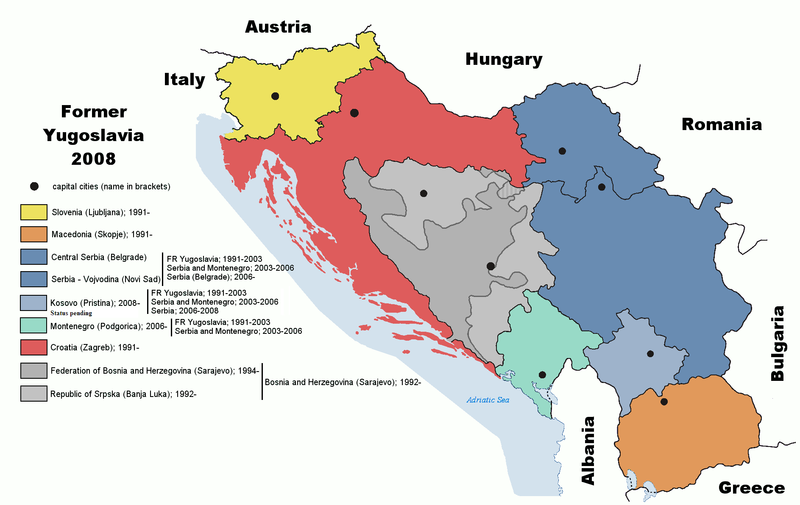 Austria
Hungary
Italy
Romania
Former
Yugoslavia
2008
capital cities (name in brackets)
Slovenia (Ljubljana); 1991-
Macedonia (Skopje); 1991-
Central Serbia (Belgrade)
Serbia - Vojvodina (Novi Sad)
FR Yugoslavia; 1991-2003
Serbia and Montenegro; 2003-2006
Serbia (Belgrade); 2006-
Kosovo (Pristina); 2008-
Status pending
FR Yugoslavia; 1991-2003
Serbia and Montenegro; 2003-2006
Serbia; 2006-2008
Montenegro (Podgorica); 2006-
FR Yugoslavia; 1991-2003
Serbia and Montenegro; 2003-2006
Croatia (Zagreb); 1991-
Federation of Bosnia and Herzegovina (Sarajevo); 1994-
Republic of Srpska (Banja Luka); 1992-
Bosnia and Herzegovina (Sarajevo); 1992-
Adriatic Sea
Bulgaria
Albania
Greece